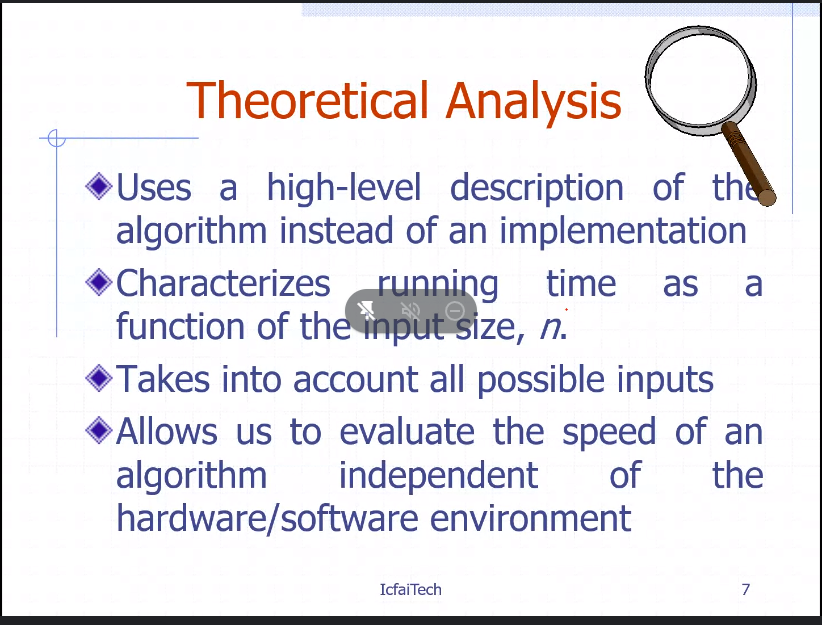 Theoretical Analysis
Uses a high-level description of the
algorithm instead of an implementation
Characterizes running time as a
function of the input size, n.
Takes into account all possible inputs
Allows us to evaluate the speed of an
algorithm independent of the
hardware/software environment
IcfaiTech
7